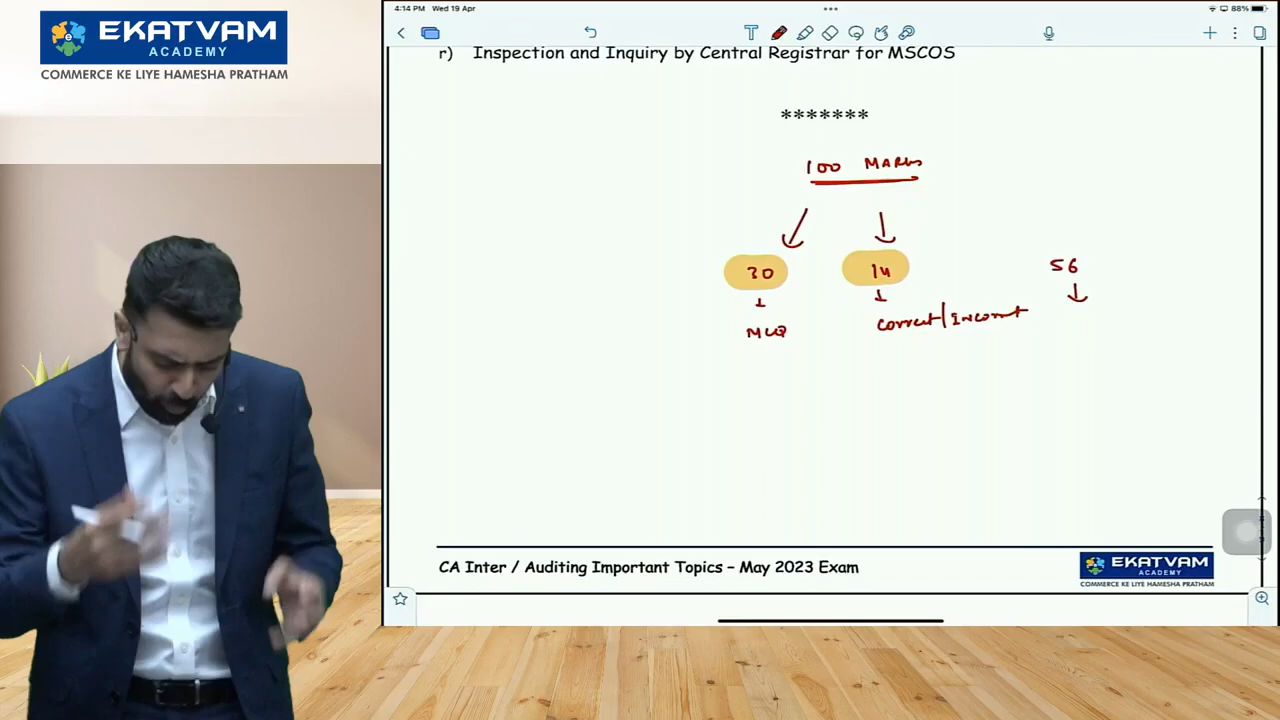 EKATVAM
ACADEMY
COMMERCE KE LIYE HAMESHA PRATHAM
4:14 PM Wed 19 Apr
88%
T
r) Inspection and Inquiry by Central Registrar for MSCOS
*******
100 MARKS
30
14
56
MCQ
Correct/Incorrect
CA Inter / Auditing Important Topics – May 2023 Exam
EKATVAM
ACADEMY
COMMERCE KE LIYE HAMESHA PRATHAM